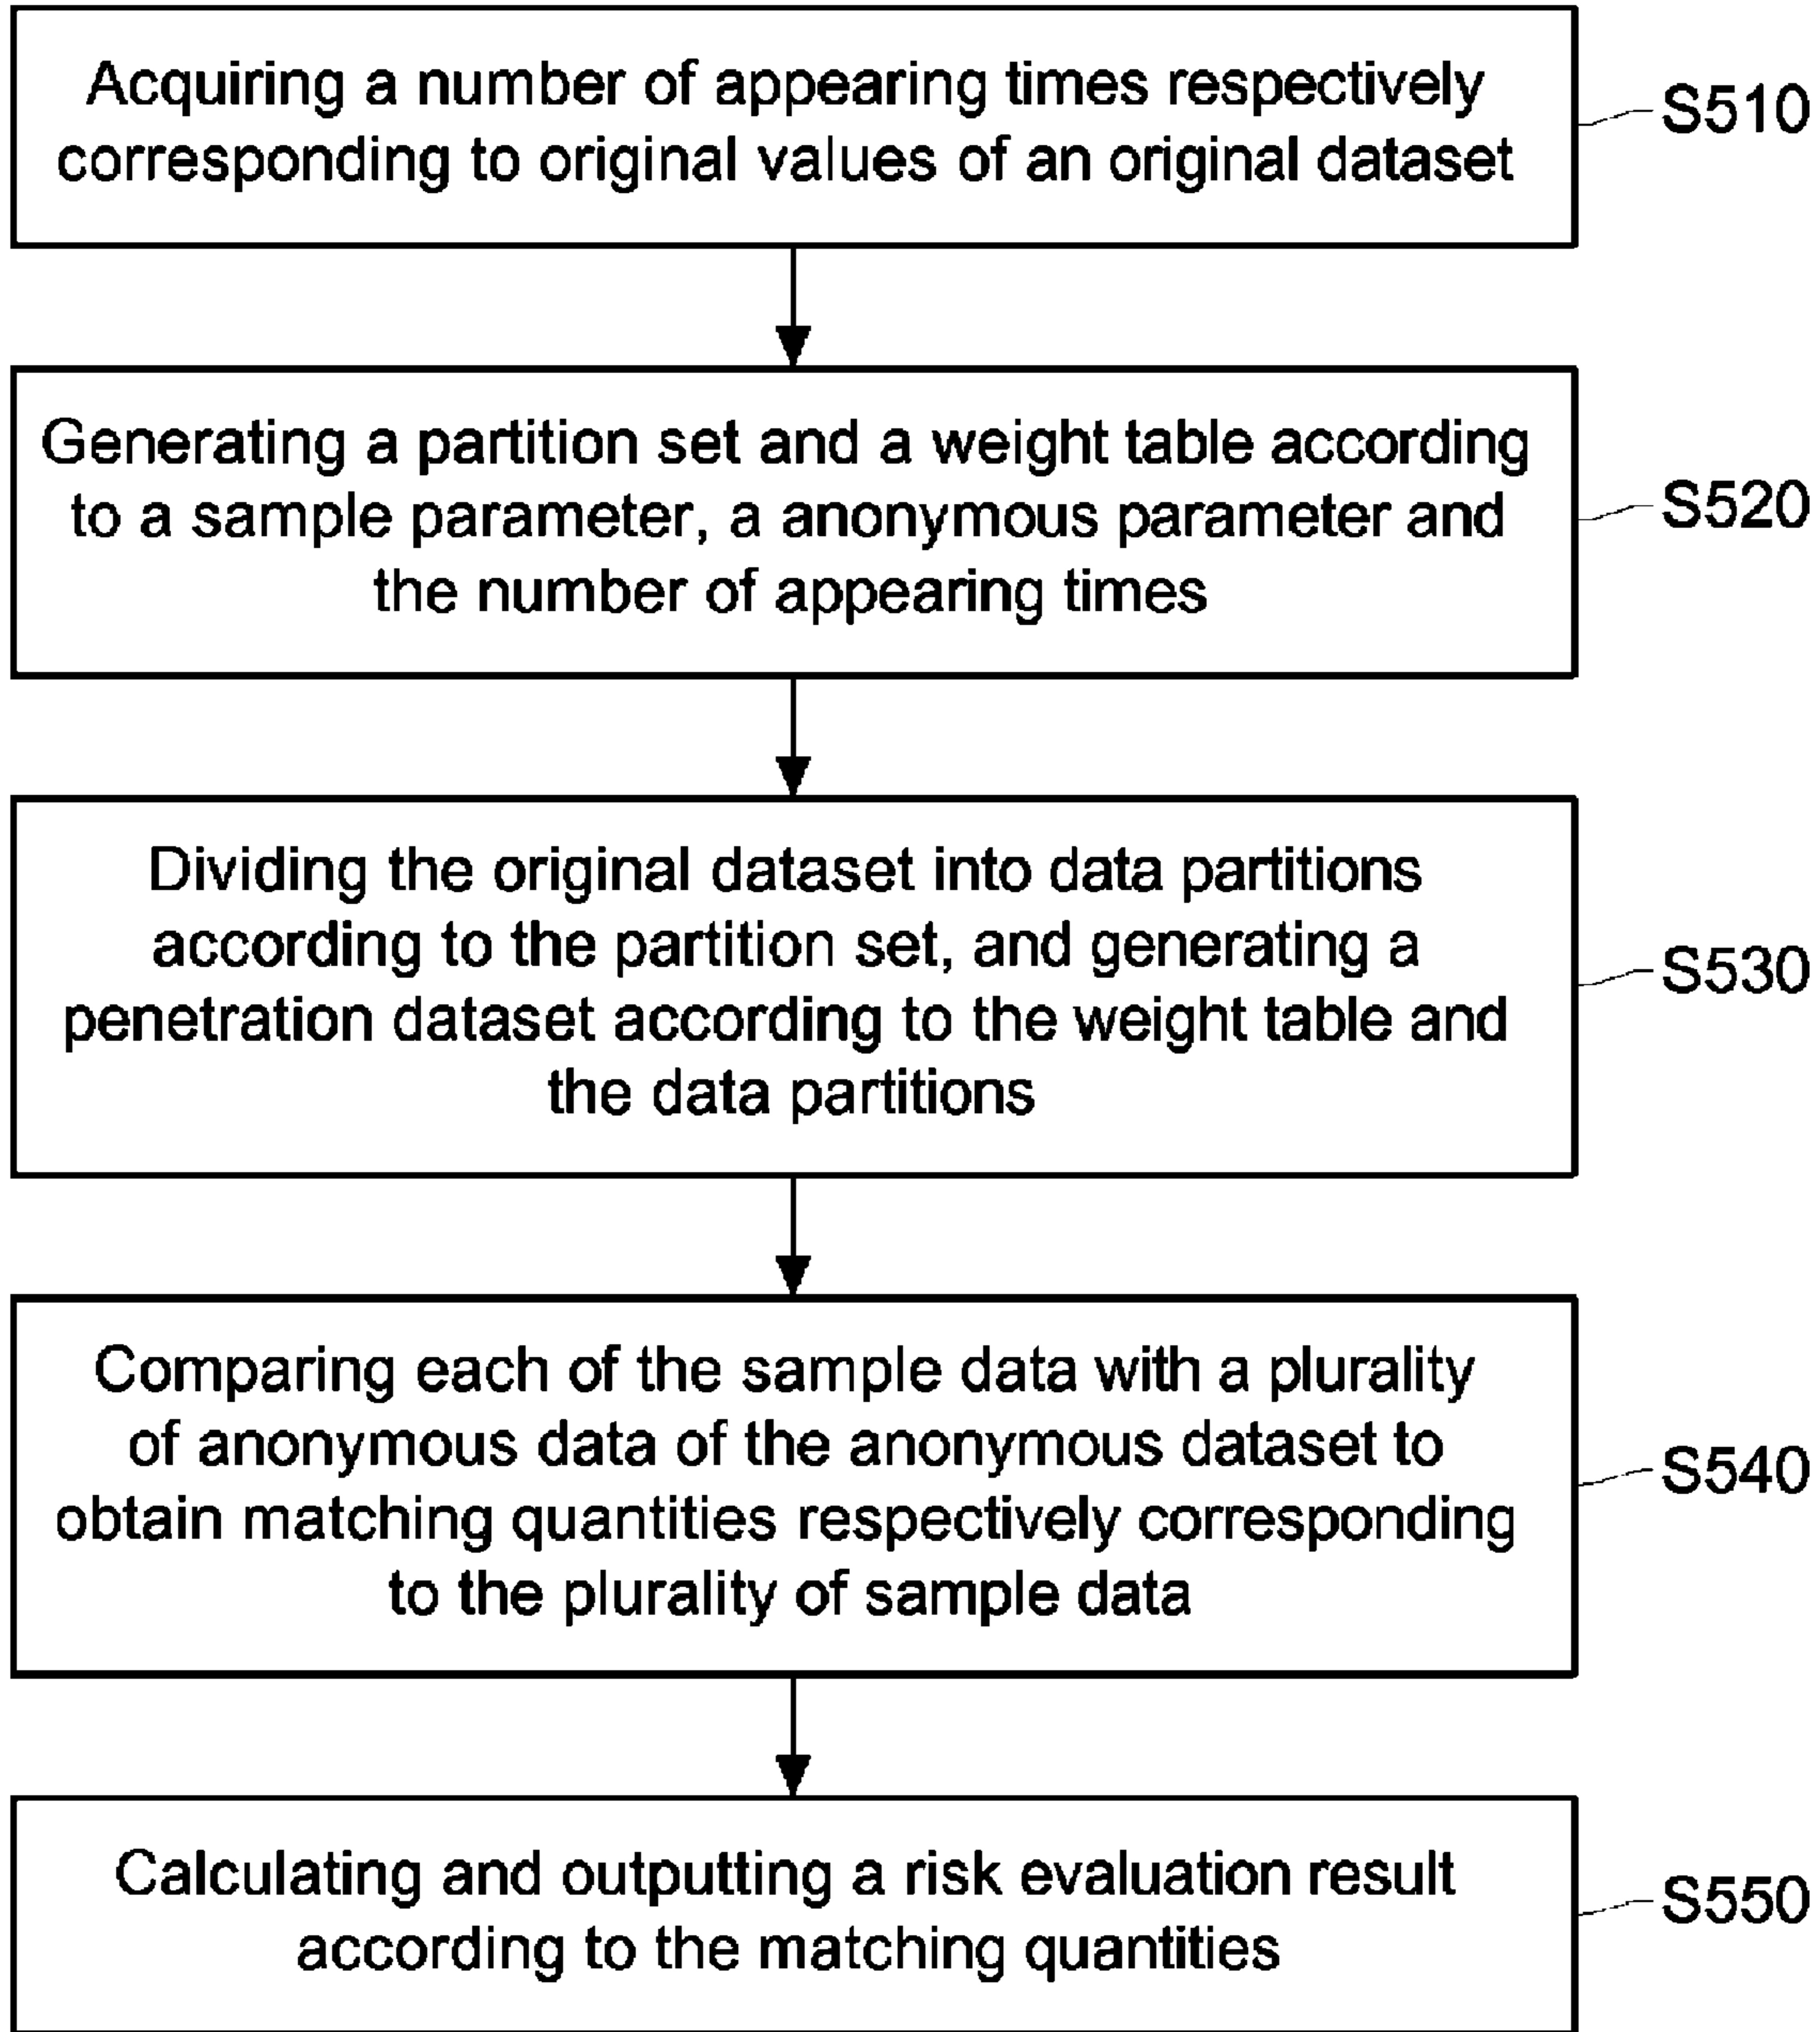 Acquiring a number of appearing times respectively
corresponding to original values of an original dataset
S510
Generating a partition set and a weight table according
to a sample parameter, a anonymous parameter and
the number of appearing times
S520
Dividing the original dataset into data partitions
according to the partition set, and generating a
penetration dataset according to the weight table and
the data partitions
S530
Comparing each of the sample data with a plurality
of anonymous data of the anonymous dataset to
obtain matching quantities respectively corresponding
to the plurality of sample data
S540
Calculating and outputting a risk evaluation result
according to the matching quantities
S550